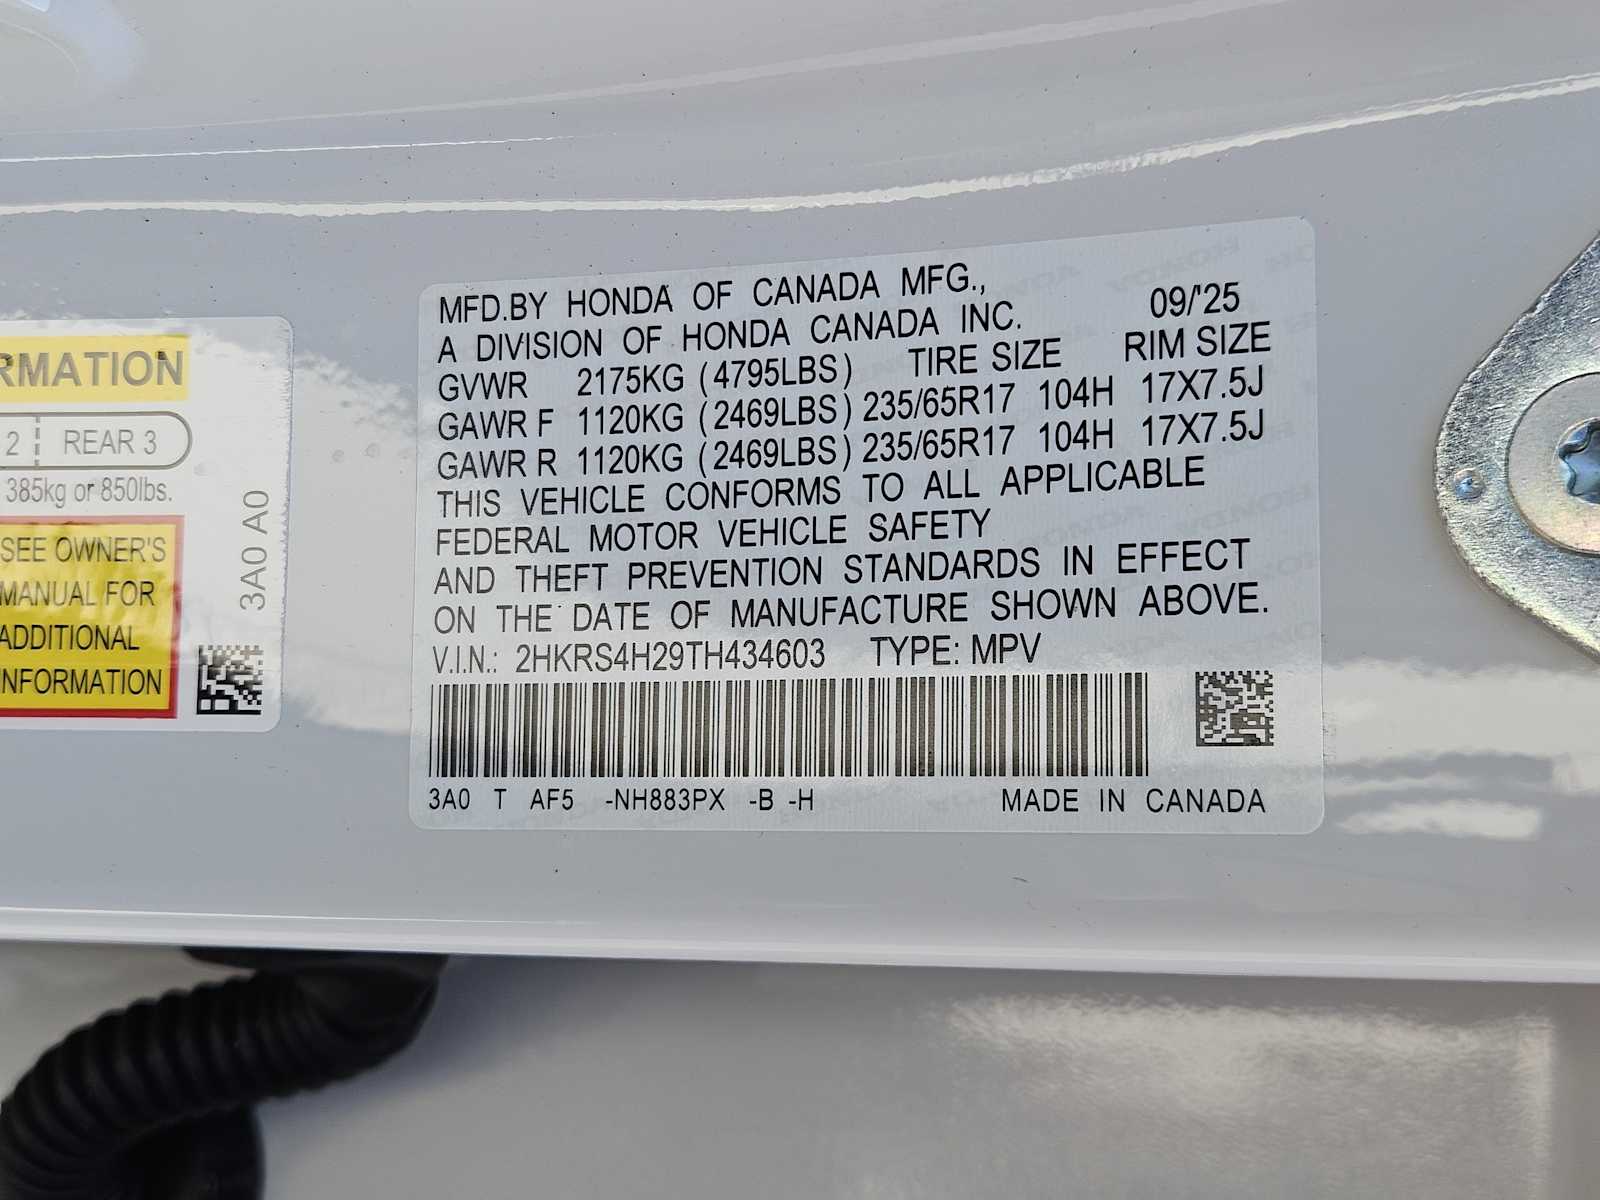 RMATION
2 REAR 3
385kg or 850lbs.
SEE OWNER'S
MANUAL FOR
ADDITIONAL
INFORMATION
3A0 A0
MFD.BY HONDA OF CANADA MFG.,
A DIVISION OF HONDA CANADA INC. 09/'25
GVWR 2175KG (4795LBS) TIRE SIZE RIM SIZE
GAWR F 1120KG (2469LBS) 235/65R17 104H 17X7.5J
GAWR R 1120KG (2469LBS) 235/65R17 104H 17X7.5J
THIS VEHICLE CONFORMS TO ALL APPLICABLE
FEDERAL MOTOR VEHICLE SAFETY
AND THEFT PREVENTION STANDARDS IN EFFECT
ON THE DATE OF MANUFACTURE SHOWN ABOVE.
V.I.N.: 2HKRS4H29TH434603 TYPE: MPV
3A0 T AF5 -NH883PX -B -H MADE IN CANADA